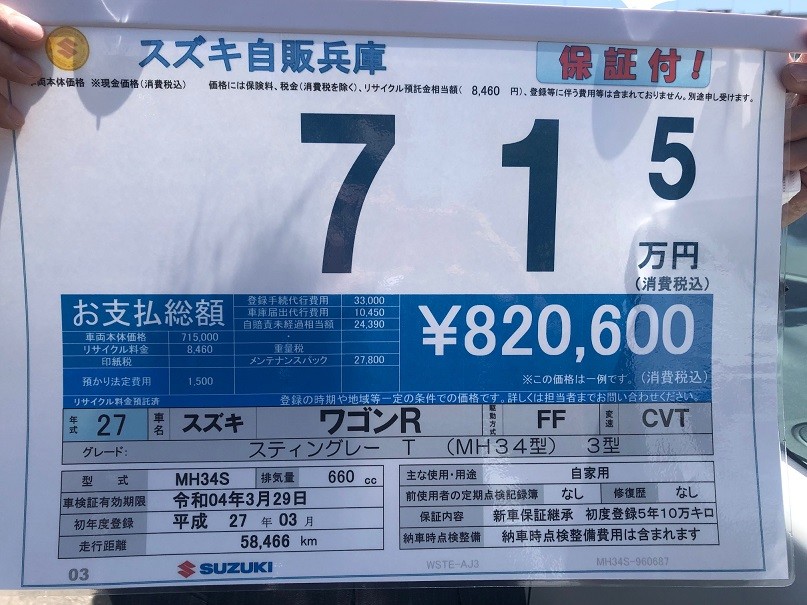 スズキ自販兵庫
保証付!
両本体価格 ※現金価格(消費税込) 価格には保険料、税金(消費税を除く)、リサイクル預託金相当額( 8,460 円)、登録等に伴う費用等は含まれておりません。別途申し受けます。
71 5
万円
(消費税込)
お支払総額 登録手続代行費用 33,000
車庫届出代行費用 10,450
自賠責未経過相当額 24,390
¥820,600
車両本体価格 715,000
リサイクル料金 8,460 重量税
印紙税 メンテナンスパック 27,800
預かり法定費用 1,500
※この価格は一例です。(消費税込)
リサイクル料金預託済 登録の時期や地域等一定の条件での価格です。詳しくは担当者までお問い合わせください。
年式 27 車名 スズキ ワゴンR 駆動方式 FF 変速 CVT
グレード: スティングレー T (MH34型) 3型
型式 MH34S 排気量 660 cc
車検証有効期限 令和04年3月29日
初年度登録 平成 27 年 03 月
走行距離 58,466 km
主な使用・用途 自家用
前使用者の定期点検記録簿 なし 修復歴 なし
保証内容 新車保証継承 初度登録5年10万キロ
納車時点検整備 納車時点検整備費用は含まれます
03 SUZUKI WSTE-AJ3 MH34S-960687